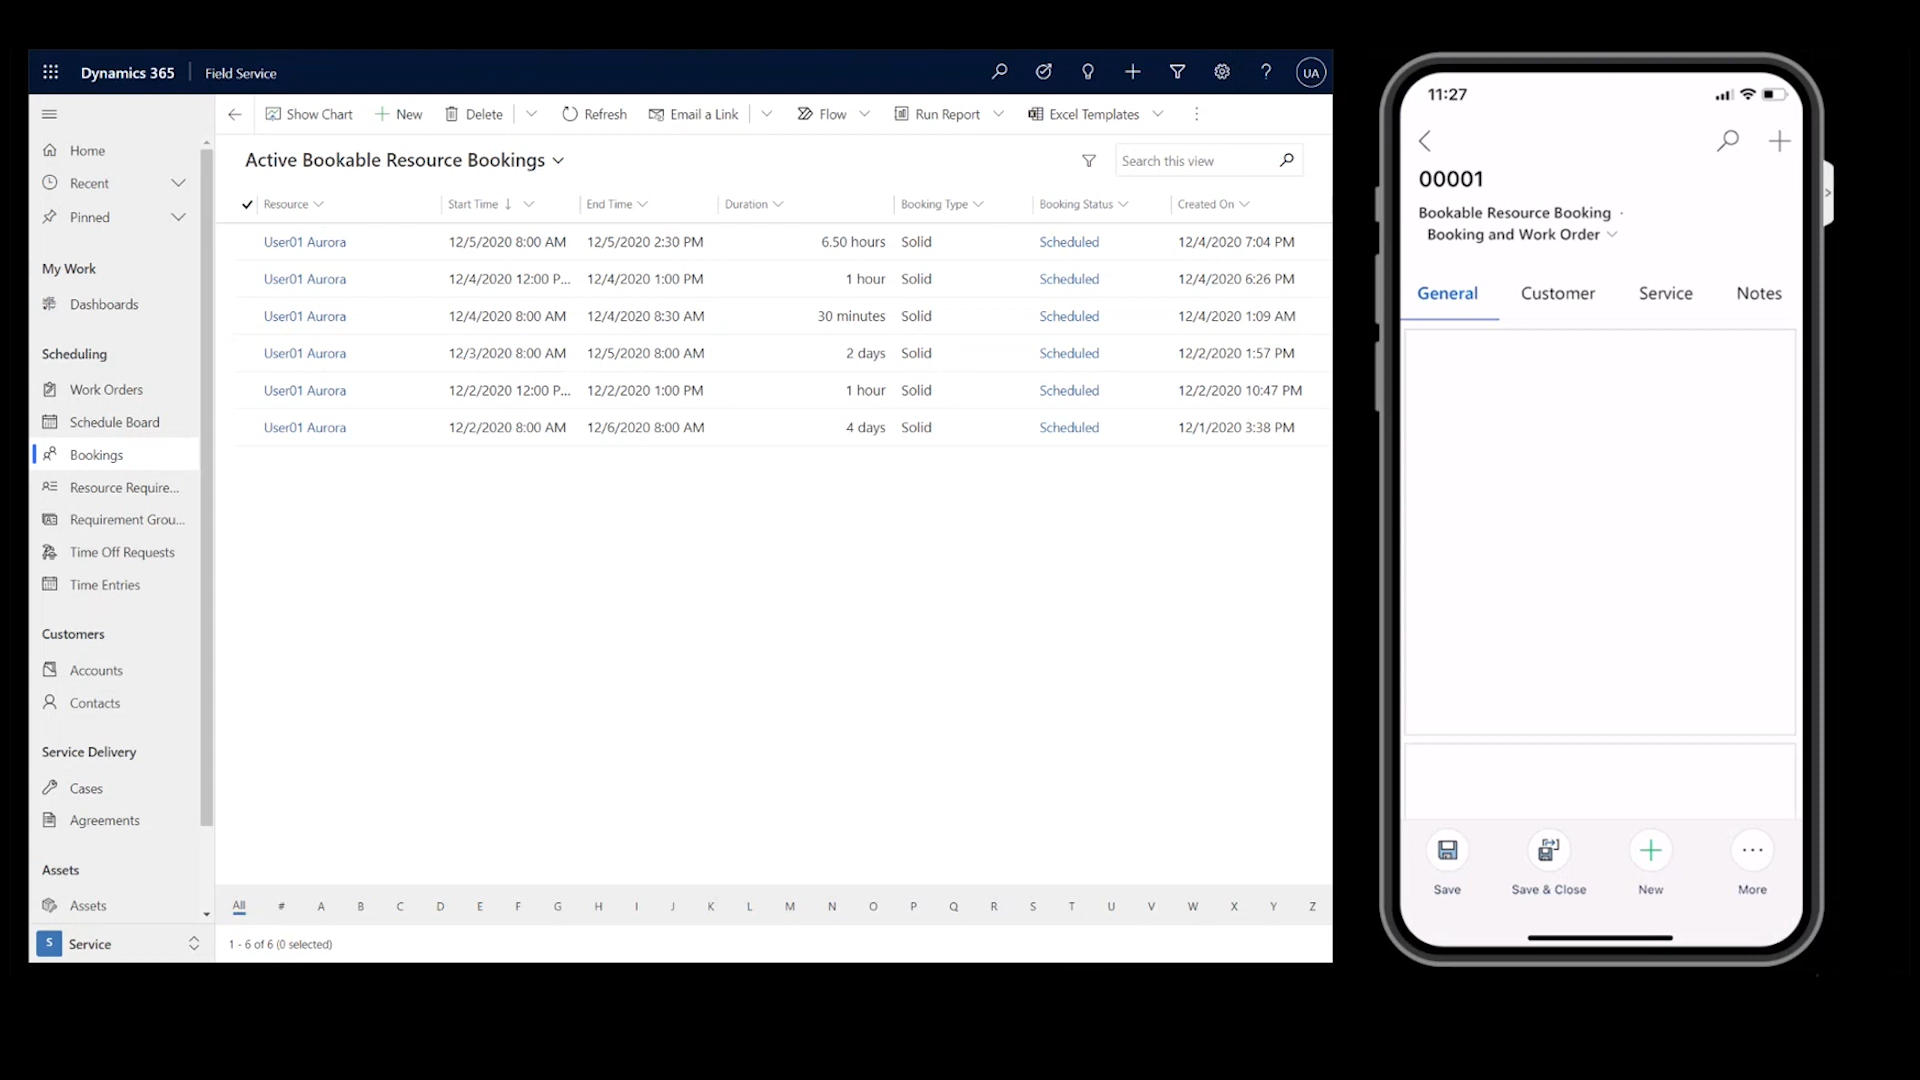 Dynamics 365 Field Service UA
Show Chart New Delete Refresh Email a Link Flow Run Report Excel Templates
Home
Recent
Pinned
My Work
Dashboards
Scheduling
Work Orders
Schedule Board
Bookings
Resource Require...
Requirement Grou...
Time Off Requests
Time Entries
Customers
Accounts
Contacts
Service Delivery
Cases
Agreements
Assets
Assets
S Service
Active Bookable Resource Bookings Search this view
Resource Start Time ↓ End Time Duration Booking Type Booking Status Created On
User01 Aurora 12/5/2020 8:00 AM 12/5/2020 2:30 PM 6.50 hours Solid Scheduled 12/4/2020 7:04 PM
User01 Aurora 12/4/2020 12:00 P... 12/4/2020 1:00 PM 1 hour Solid Scheduled 12/4/2020 6:26 PM
User01 Aurora 12/4/2020 8:00 AM 12/4/2020 8:30 AM 30 minutes Solid Scheduled 12/4/2020 1:09 AM
User01 Aurora 12/3/2020 8:00 AM 12/5/2020 8:00 AM 2 days Solid Scheduled 12/2/2020 1:57 PM
User01 Aurora 12/2/2020 12:00 P... 12/2/2020 1:00 PM 1 hour Solid Scheduled 12/2/2020 10:47 PM
User01 Aurora 12/2/2020 8:00 AM 12/6/2020 8:00 AM 4 days Solid Scheduled 12/1/2020 3:38 PM
All # A B C D E F G H I J K L M N O P Q R S T U V W X Y Z
1 - 6 of 6 (0 selected)
11:27
00001
Bookable Resource Booking ·
Booking and Work Order
General Customer Service Notes
Save Save & Close New More